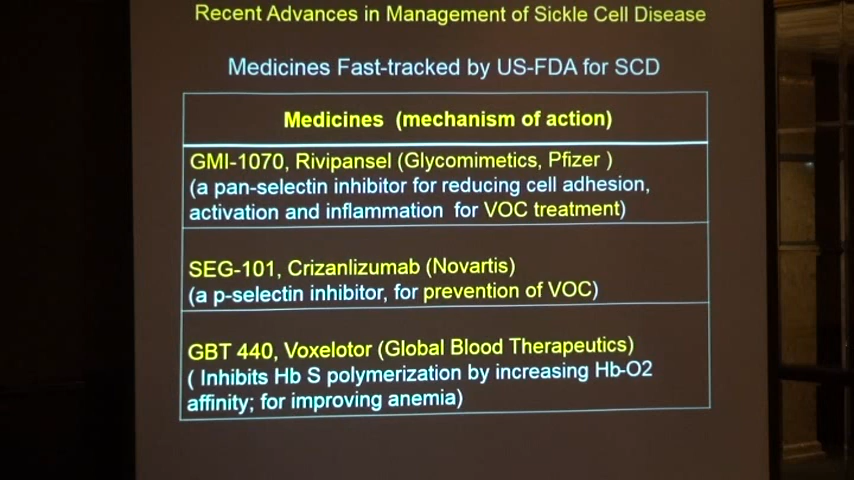 Recent Advances in Management of Sickle Cell Disease
Medicines Fast-tracked by US-FDA for SCD
Medicines (mechanism of action)
GMI-1070, Rivipansel (Glycomimetics, Pfizer )
(a pan-selectin inhibitor for reducing cell adhesion,
activation and inflammation for VOC treatment)
SEG-101, Crizanlizumab (Novartis)
(a p-selectin inhibitor, for prevention of VOC)
GBT 440, Voxelotor (Global Blood Therapeutics)
( Inhibits Hb S polymerization by increasing Hb-O2
affinity; for improving anemia)